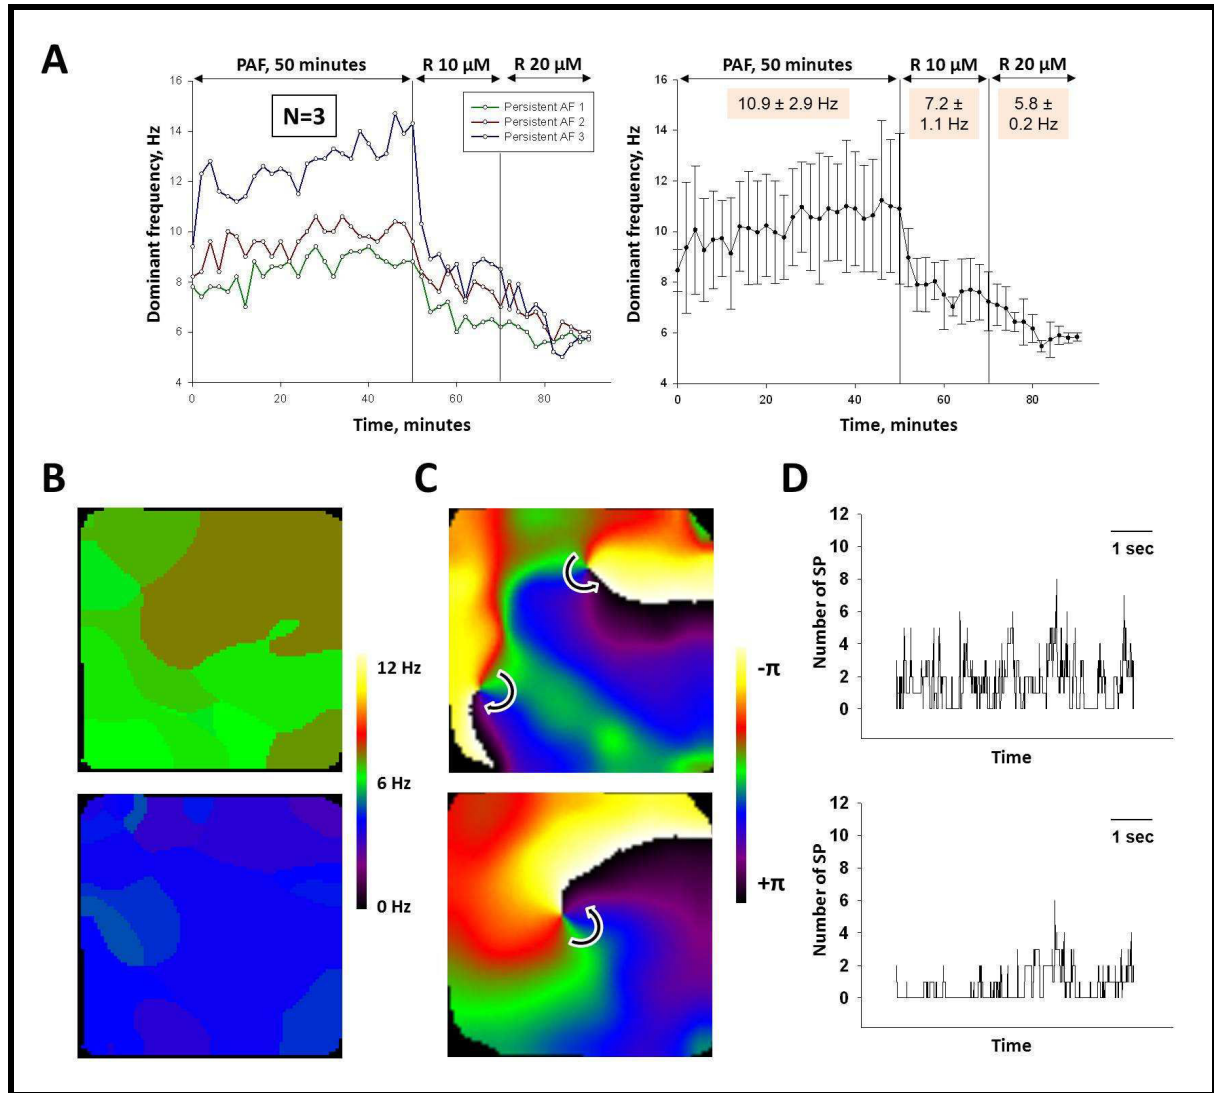 A
PAF, 50 minutes
R 10 µM
R 20 µM
N=3
Persistent AF 1
Persistent AF 2
Persistent AF 3
Dominant frequency, Hz
16
14
12
10
8
6
4
0
20
40
60
80
Time, minutes
PAF, 50 minutes
R 10 µM
R 20 µM
10.9 ± 2.9 Hz
7.2 ±
1.1 Hz
5.8 ±
0.2 Hz
Dominant frequency, Hz
16
14
12
10
8
6
4
0
20
40
60
80
Time, minutes
B
12 Hz
6 Hz
0 Hz
C
-π
+π
D
Number of SP
12
10
8
6
4
2
0
1 sec
Time
Number of SP
12
10
8
6
4
2
0
1 sec
Time